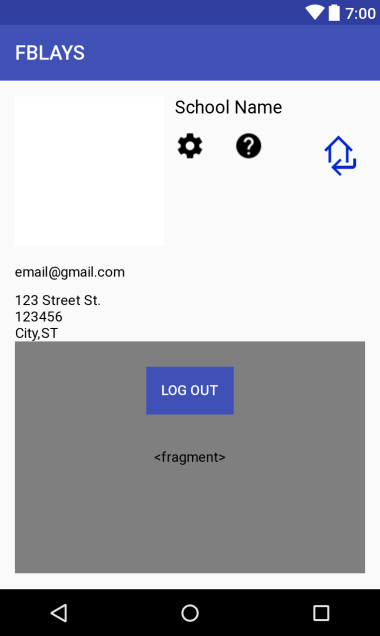 7:00
FBLAYS
School Name
email@gmail.com
123 Street St.
123456
City,ST
LOG OUT
<fragment>